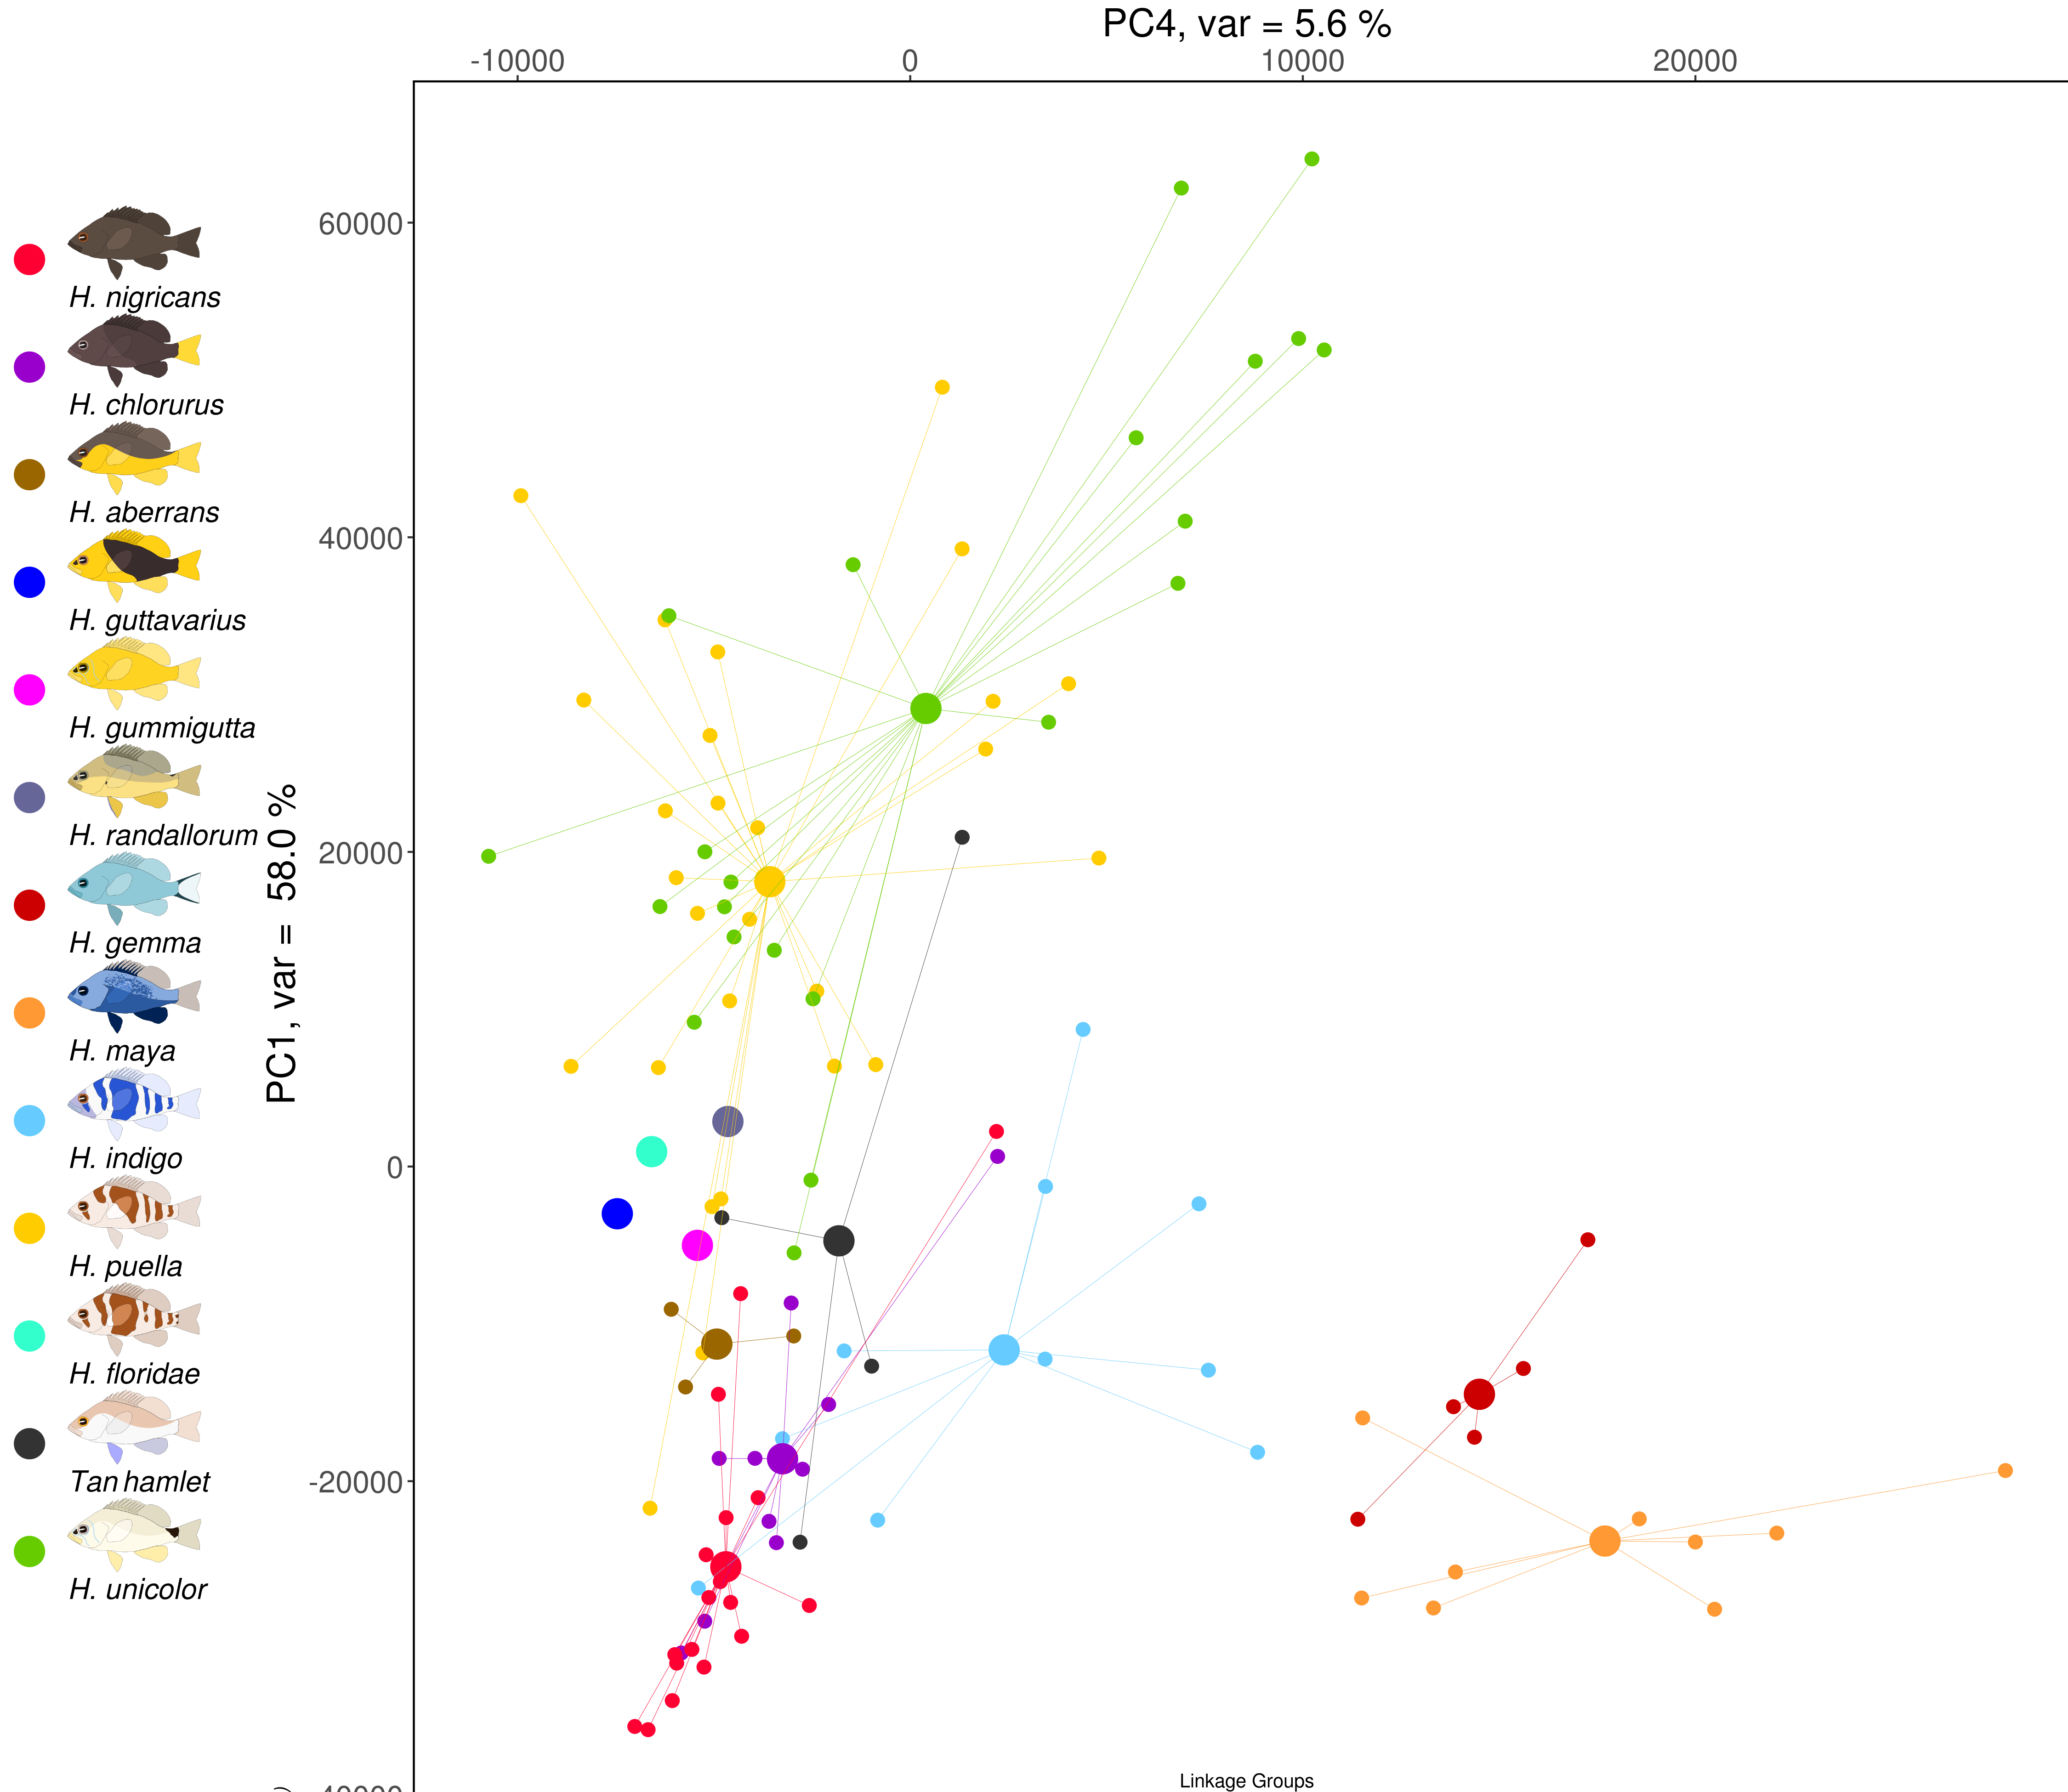 PC4, var = 5.6 %
-10000 0 10000 20000
60000
40000
20000
0
-20000
PC1, var = 58.0 %
H. nigricans
H. chlorurus
H. aberrans
H. guttavarius
H. gummigutta
H. randallorum
H. gemma
H. maya
H. indigo
H. puella
H. floridae
Tan hamlet
H. unicolor
Linkage Groups